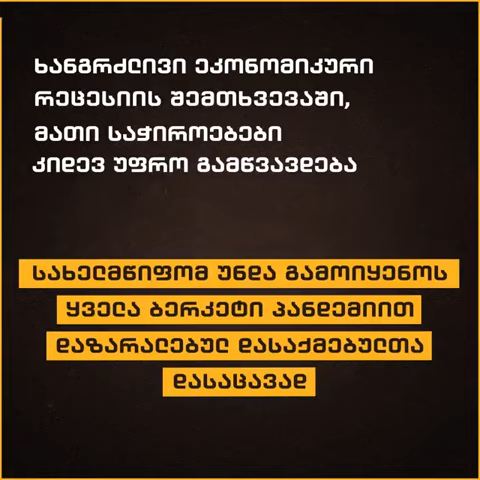 ხანგრძლივი ეკონომიკური
რეცესიის შემთხვევაში,
მათი საჭიროებები
კიდევ უფრო გამწვავდება
სახელმწიფომ უნდა გამოიყენოს
ყველა ბერკეტი პანდემიით
დაზარალებულ დასაქმებულთა
დასაცავად